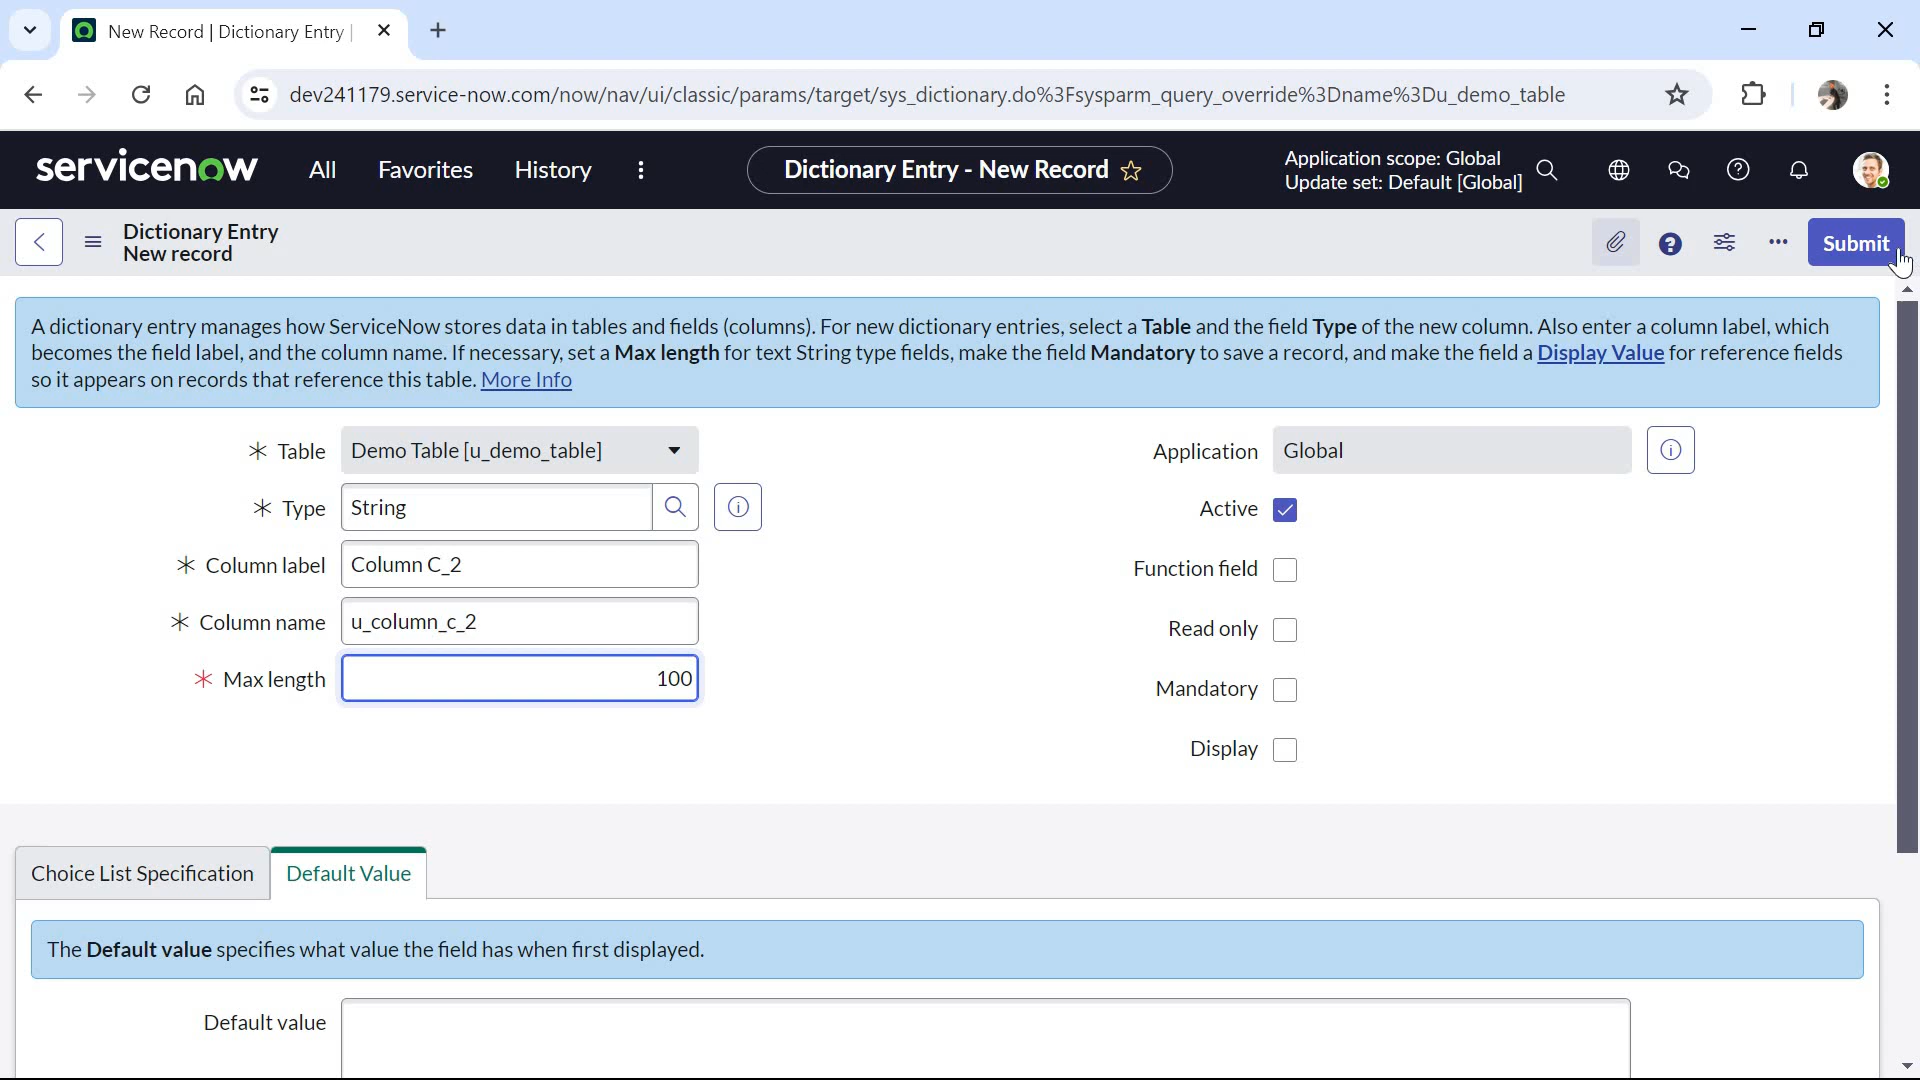 New Record | Dictionary Entry |
dev241179.service-now.com/now/nav/ui/classic/params/target/sys_dictionary.do%3Fsysparm_query_override%3Dname%3Du_demo_table
servicenow All Favorites History Dictionary Entry - New Record
Application scope: Global
Update set: Default [Global]
Dictionary Entry
New record
Submit
A dictionary entry manages how ServiceNow stores data in tables and fields (columns). For new dictionary entries, select a Table and the field Type of the new column. Also enter a column label, which
becomes the field label, and the column name. If necessary, set a Max length for text String type fields, make the field Mandatory to save a record, and make the field a Display Value for reference fields
so it appears on records that reference this table. More Info
* Table Demo Table [u_demo_table]
* Type String
* Column label Column C_2
* Column name u_column_c_2
* Max length 100
Application Global
Active
Function field
Read only
Mandatory
Display
Choice List Specification Default Value
The Default value specifies what value the field has when first displayed.
Default value